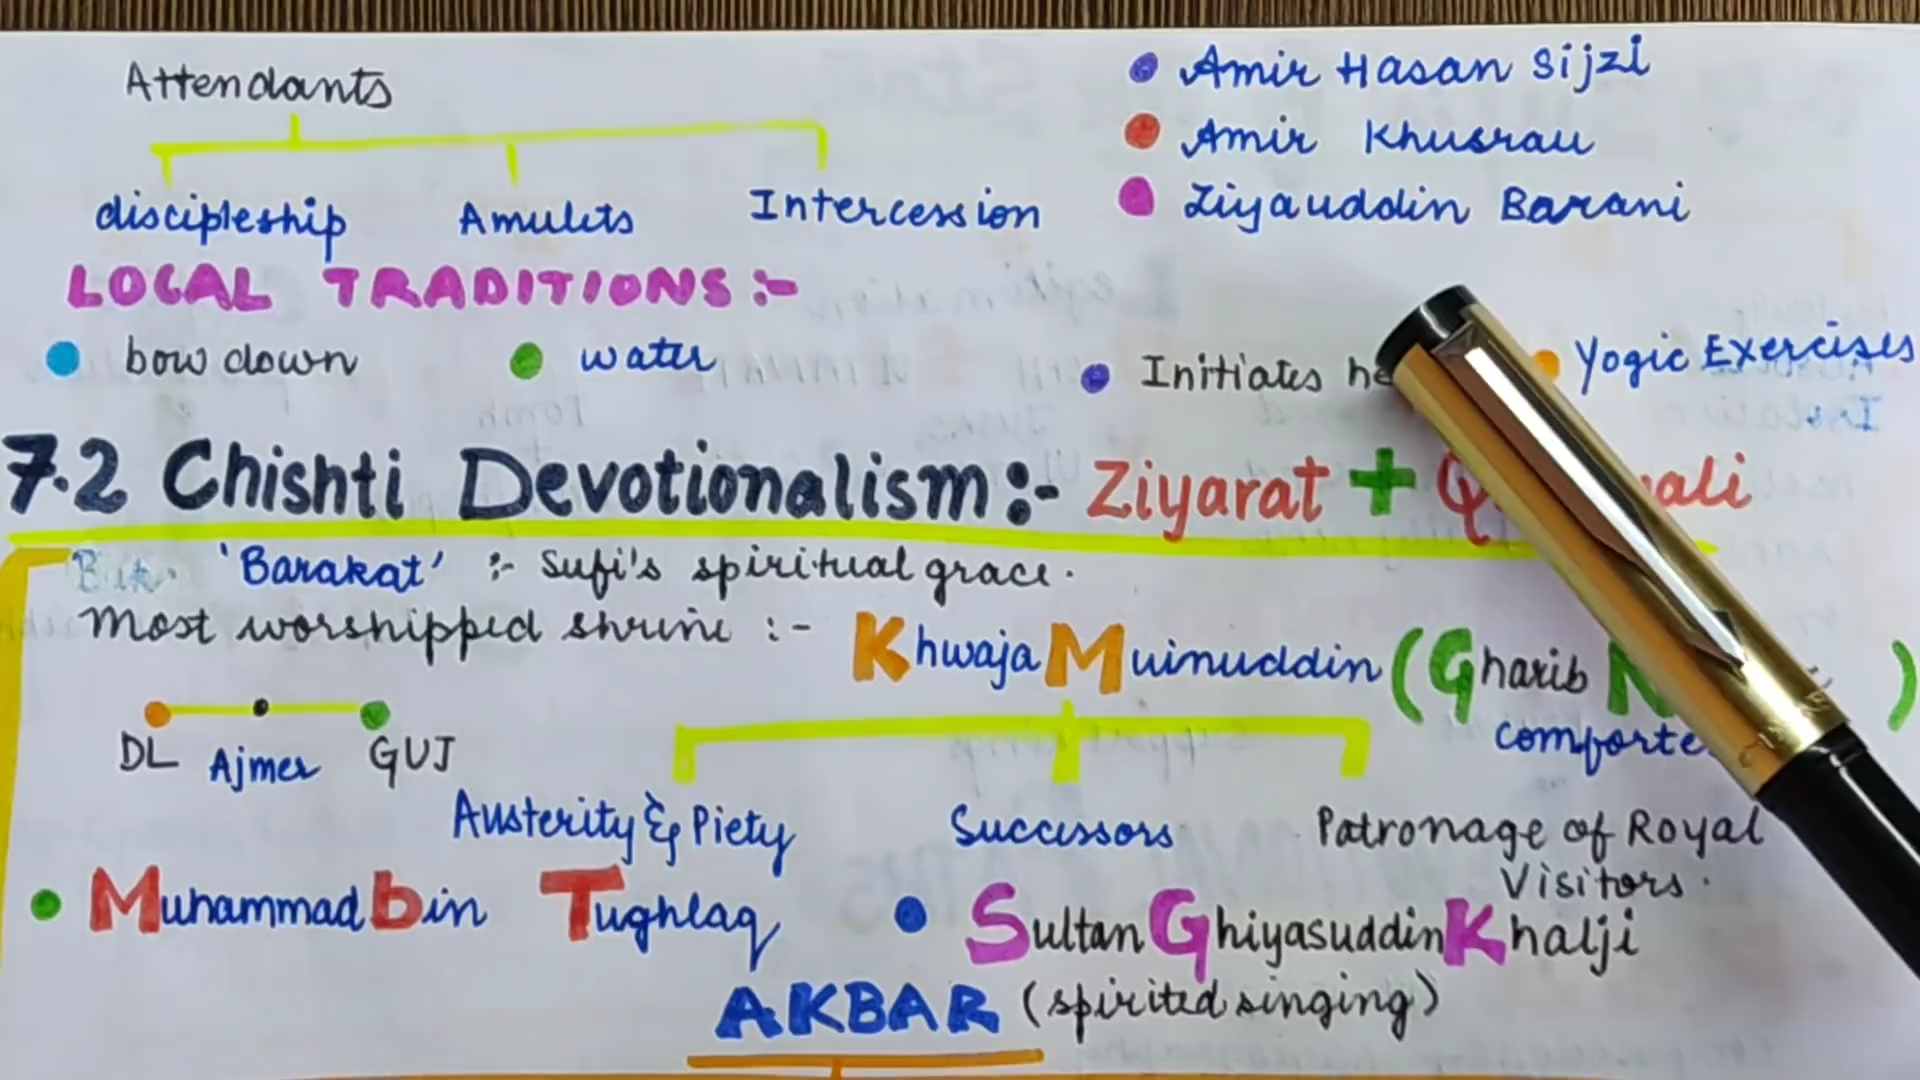 Attendants
• Amir Hasan Sijzi
• Amir Khusrau
• Ziyauddin Barani
discipleship Amulets Intercession
LOCAL TRADITIONS :-
• bow down • water • Initiates • Yogic Exercises
7.2 Chishti Devotionalism :- Ziyarat +
'Barakat' :- Sufi's spiritual grace.
Most worshipped shrine :- Khwaja Muinuddin (Gharib )
DL Ajmer GUJ
Austerity & Piety Successors Patronage of Royal Visitors.
• Muhammad bin Tughlaq • Sultan Ghiyasuddin Khalji
AKBAR (spirited singing)